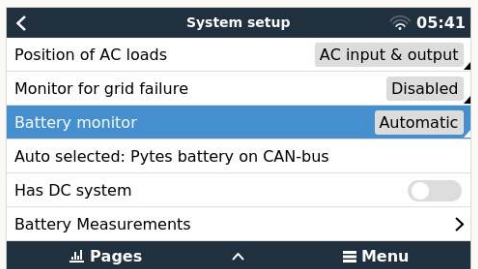 System setup 05:41
Position of AC loads AC input & output
Monitor for grid failure Disabled
Battery monitor Automatic
Auto selected: Pytes battery on CAN-bus
Has DC system
Battery Measurements
Pages Menu